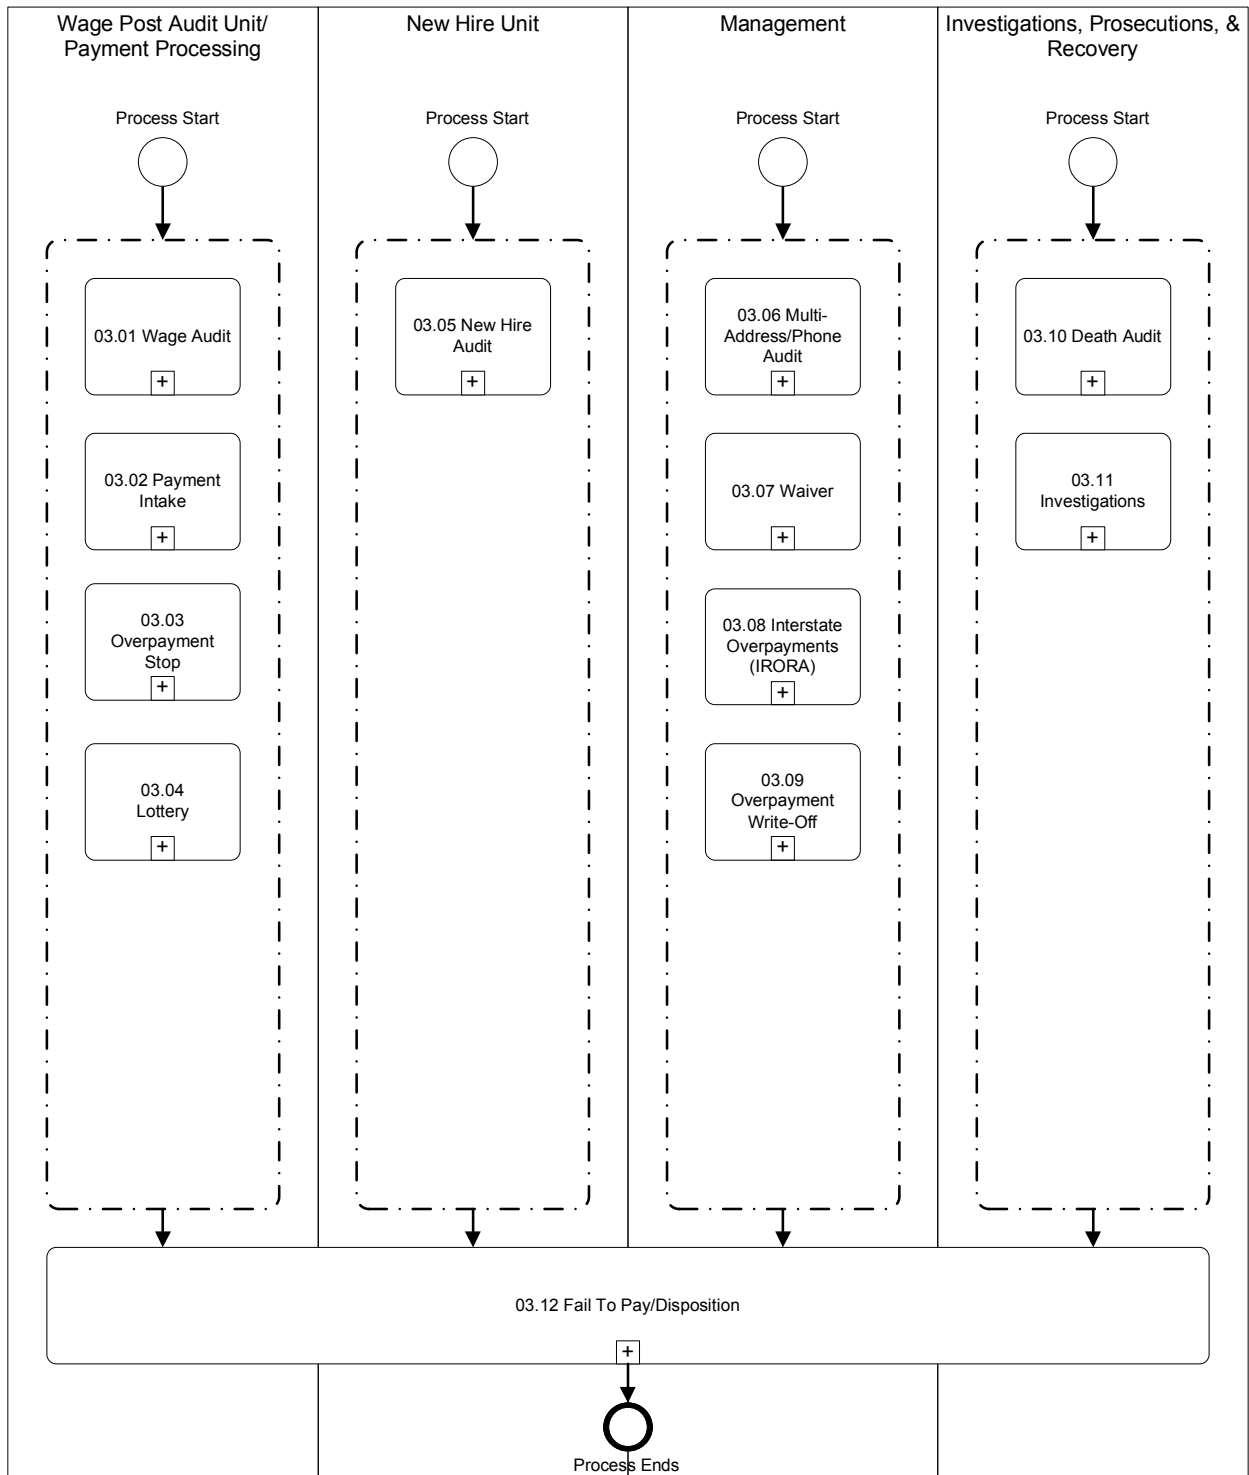 Wage Post Audit Unit/
Payment Processing
New Hire Unit
Management
Investigations, Prosecutions, &
Recovery
Process Start
Process Start
Process Start
Process Start
03.01 Wage Audit
+
03.02 Payment
Intake
+
03.03
Overpayment
Stop
+
03.04
Lottery
+
03.05 New Hire
Audit
+
03.06 Multi-
Address/Phone
Audit
+
03.07 Waiver
+
03.08 Interstate
Overpayments
(IRORA)
+
03.09
Overpayment
Write-Off
+
03.10 Death Audit
+
03.11
Investigations
+
03.12 Fail To Pay/Disposition
+
Process Ends